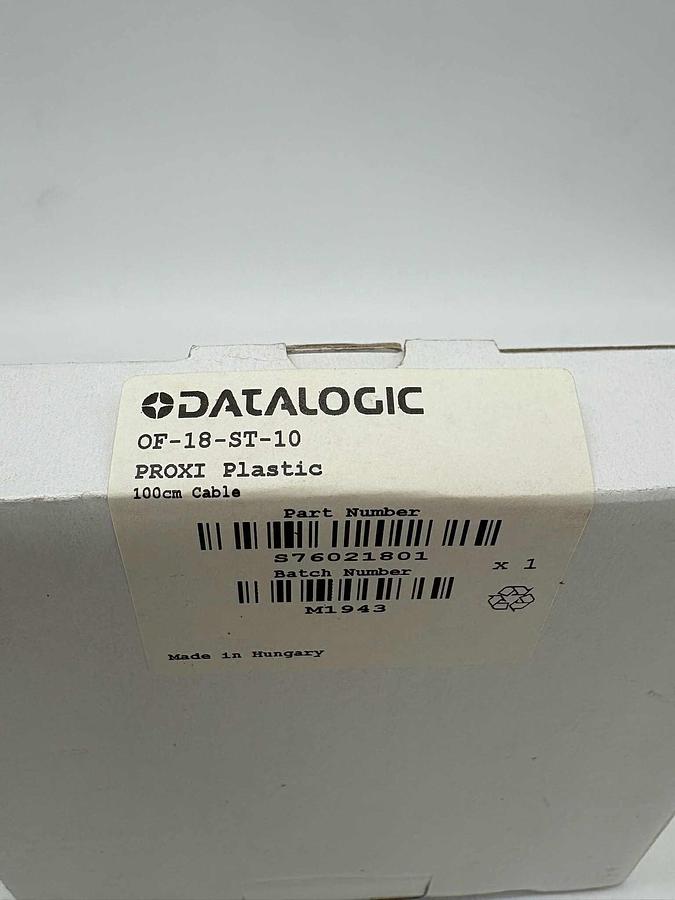 DATALOGIC
OF-18-ST-10
PROXI Plastic
100cm Cable
Part Number
S76021801
x 1
Batch Number
M1943
Made in Hungary